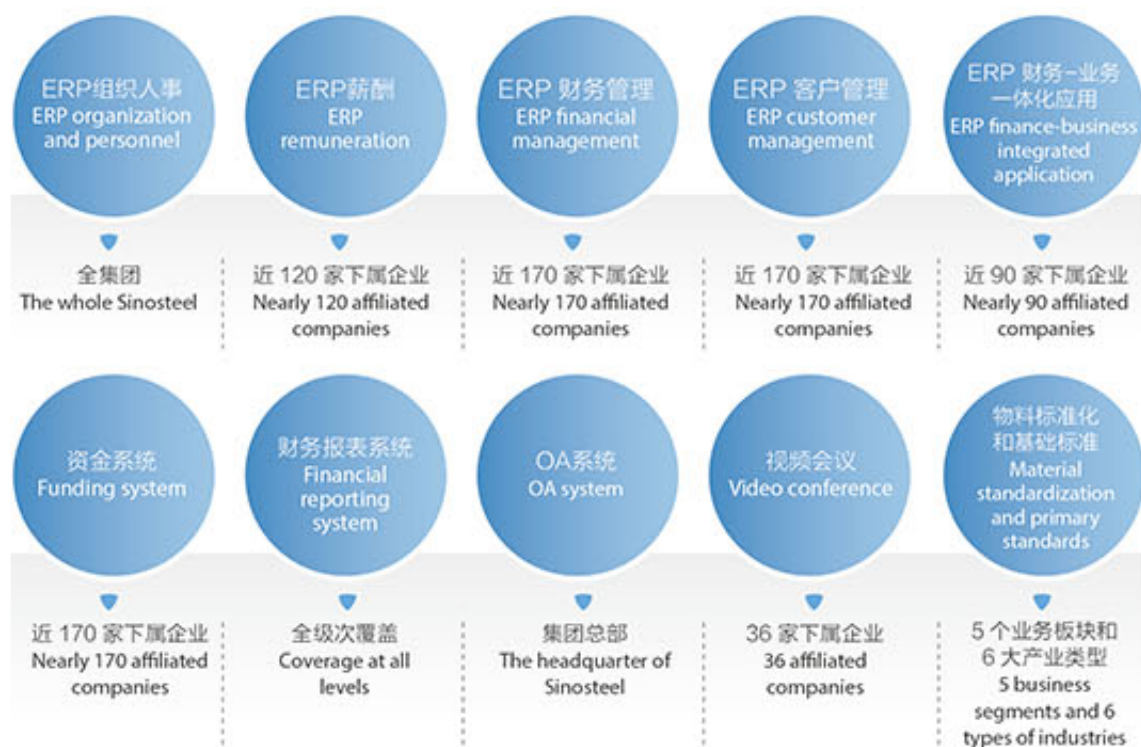 ERP组织人事
ERP organization
and personnel
ERP薪酬
ERP
remuneration
ERP 财务管理
ERP financial
management
ERP 客户管理
ERP customer
management
ERP 财务-业务
一体化应用
ERP finance-business
integrated
application
全集团
The whole Sinosteel
近 120 家下属企业
Nearly 120 affiliated
companies
近 170 家下属企业
Nearly 170 affiliated
companies
近 170 家下属企业
Nearly 170 affiliated
companies
近 90 家下属企业
Nearly 90 affiliated
companies
资金系统
Funding system
财务报表系统
Financial
reporting
system
OA系统
OA system
视频会议
Video conference
物料标准化
和基础标准
Material
standardization
and primary
standards
近 170 家下属企业
Nearly 170 affiliated
companies
全级次覆盖
Coverage at all
levels
集团总部
The headquarter of
Sinosteel
36 家下属企业
36 affiliated
companies
5 个业务板块和
6 大产业类型
5 business
segments and 6
types of industries